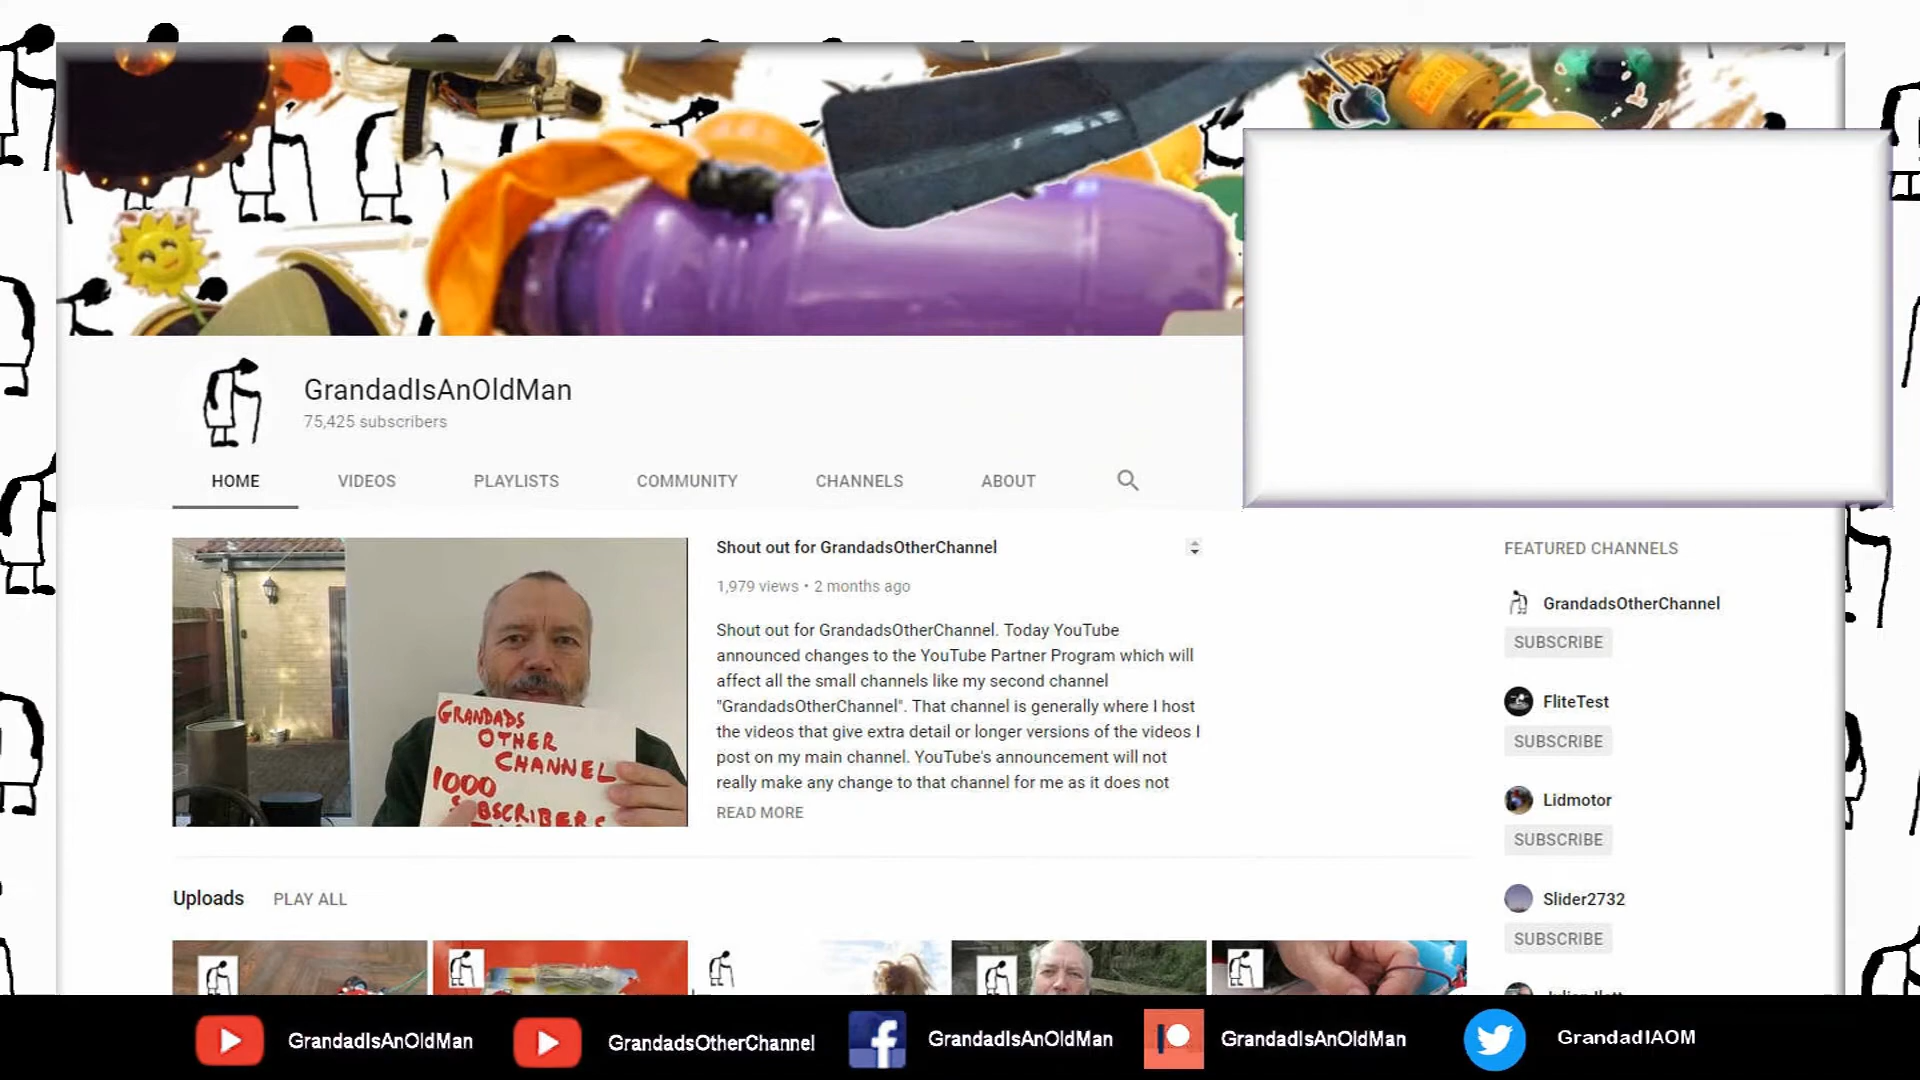 GrandadIsAnOldMan
75,425 subscribers
HOME VIDEOS PLAYLISTS COMMUNITY CHANNELS ABOUT
Shout out for GrandadsOtherChannel
1,979 views • 2 months ago
Shout out for GrandadsOtherChannel. Today YouTube
announced changes to the YouTube Partner Program which will
affect all the small channels like my second channel
"GrandadsOtherChannel". That channel is generally where I host
the videos that give extra detail or longer versions of the videos I
post on my main channel. YouTube's announcement will not
really make any change to that channel for me as it does not
READ MORE
GRANDADS
OTHER
CHANNEL
1000
SUBSCRIBERS
FEATURED CHANNELS
GrandadsOtherChannel
SUBSCRIBE
FliteTest
SUBSCRIBE
Lidmotor
SUBSCRIBE
Slider2732
SUBSCRIBE
Uploads PLAY ALL
GrandadIsAnOldMan GrandadsOtherChannel GrandadIsAnOldMan GrandadIsAnOldMan GrandadIAOM